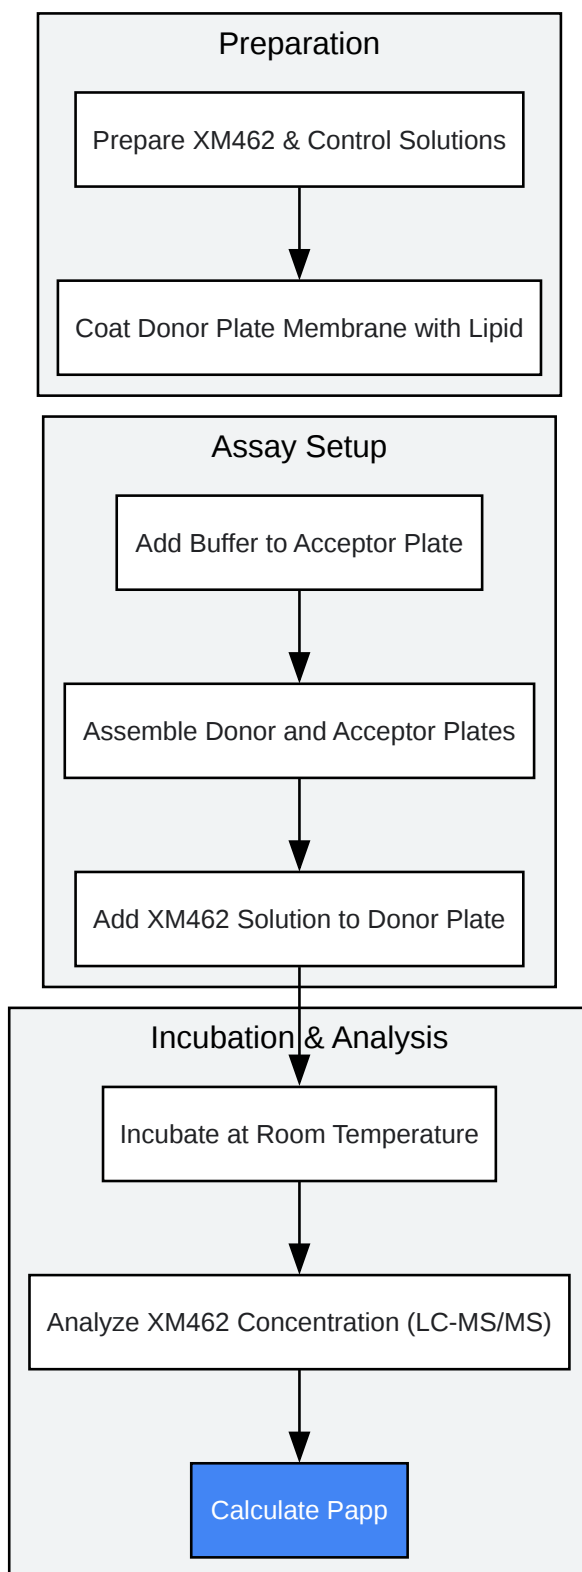 Preparation
Prepare XM462 & Control Solutions
Coat Donor Plate Membrane with Lipid
Assay Setup
Add Buffer to Acceptor Plate
Assemble Donor and Acceptor Plates
Add XM462 Solution to Donor Plate
Incubation & Analysis
Incubate at Room Temperature
Analyze XM462 Concentration (LC-MS/MS)
Calculate Papp